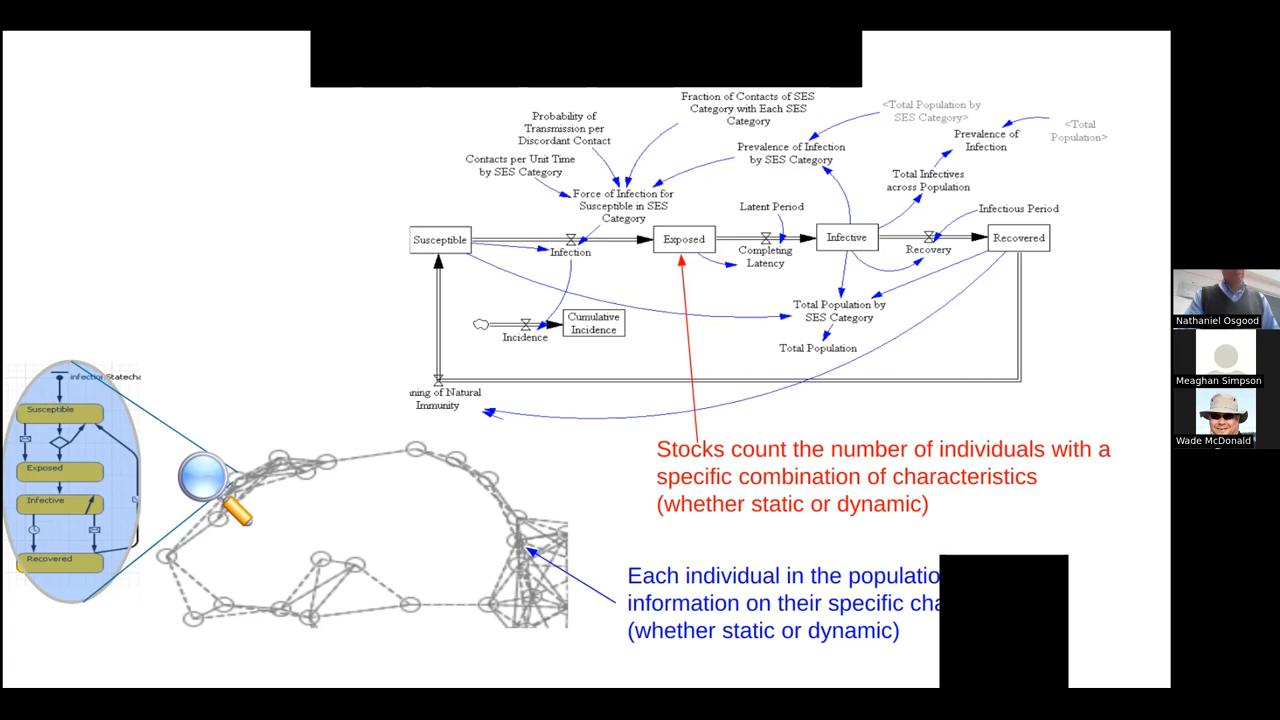 Fraction of Contacts of SES
Category with Each SES
Category
<Total Population by
SES Category>
Probability of
Transmission per
Discordant Contact
<Total
Population>
Prevalence of
Infection
Prevalence of Infection
by SES Category
Contacts per Unit Time
by SES Category
Total Infectives
across Population
Force of Infection for
Susceptible in SES
Category
Latent Period
Infectious Period
Susceptible
Exposed
Infective
Recovered
Infection
Completing
Latency
Recovery
Total Population by
SES Category
Cumulative
Incidence
Incidence
Total Population
ning of Natural
Immunity
infectionStatecha
Susceptible
Exposed
Infective
Recovered
Stocks count the number of individuals with a
specific combination of characteristics
(whether static or dynamic)
Each individual in the populatio
information on their specific cha
(whether static or dynamic)
Nathaniel Osgood
Meaghan Simpson
Wade McDonald